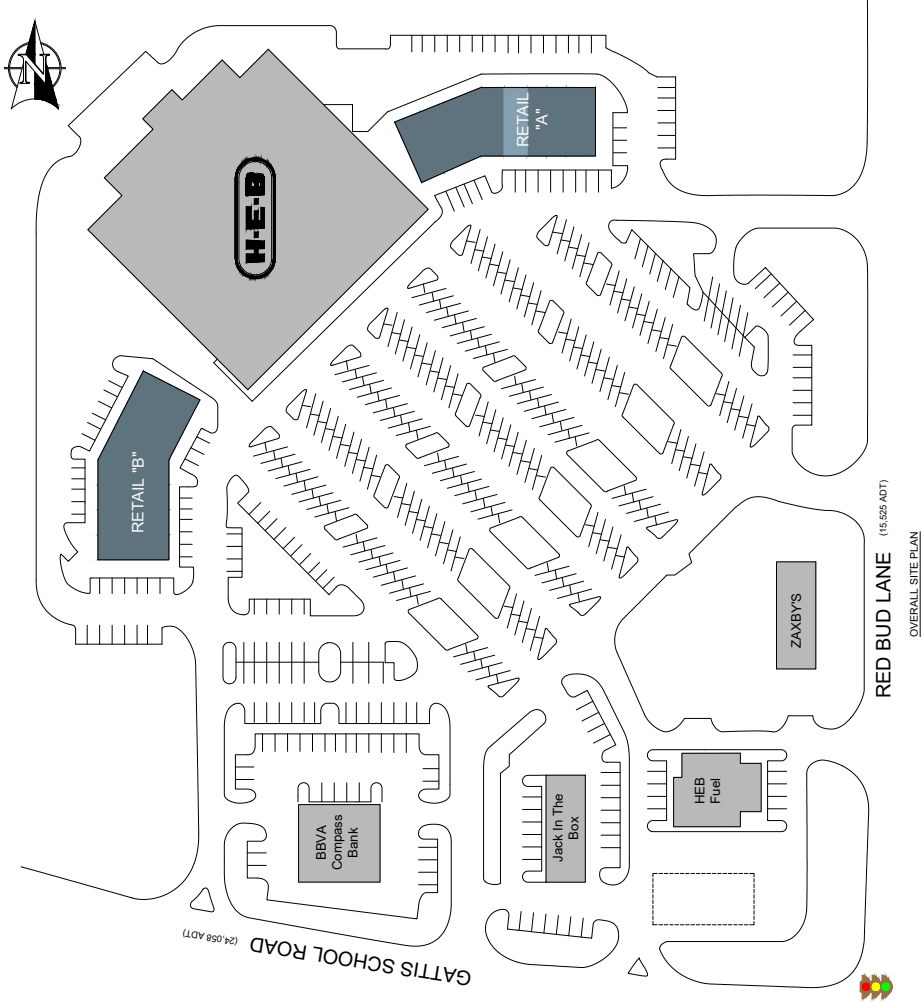 N
H-E-B
RETAIL
"A"
RETAIL "B"
ZAXBY'S
RED BUD LANE (15,525 ADT)
OVERALL SITE PLAN
HEB
Fuel
Jack In The
Box
BBVA
Compass
Bank
GATTIS SCHOOL ROAD (24,058 ADT)